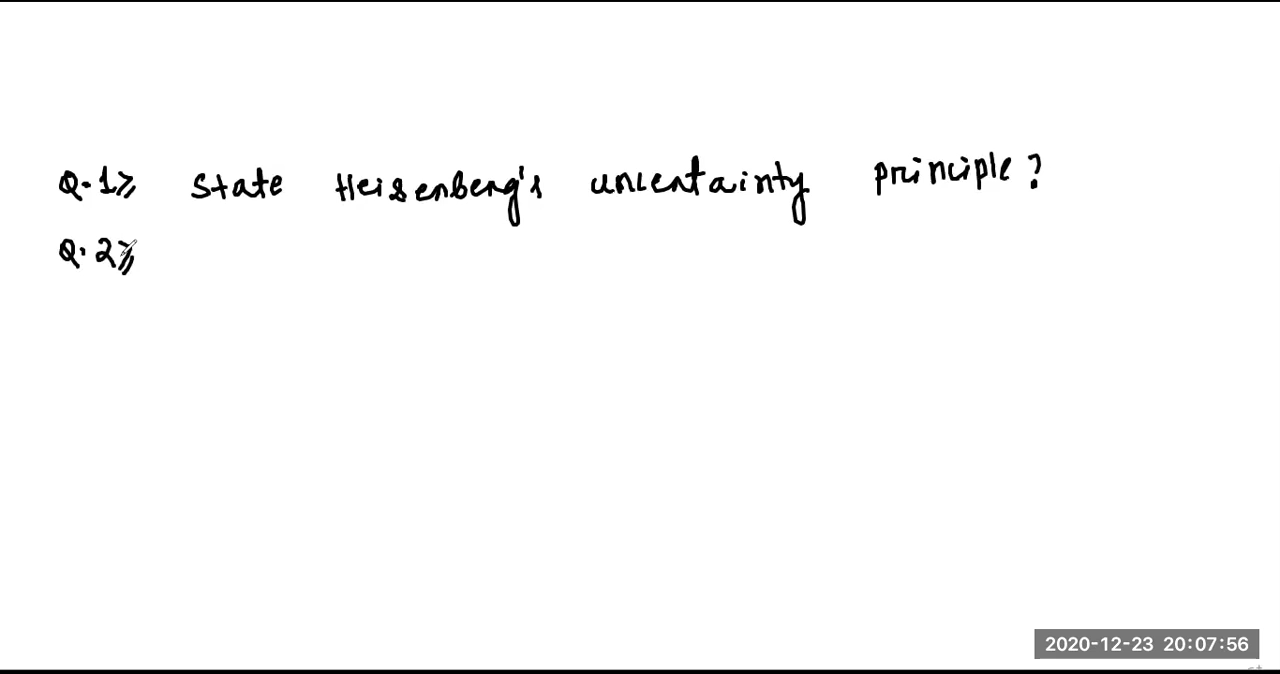 Q.1> State Heisenberg's uncertainty principle?
Q.2>
2020-12-23 20:07:56